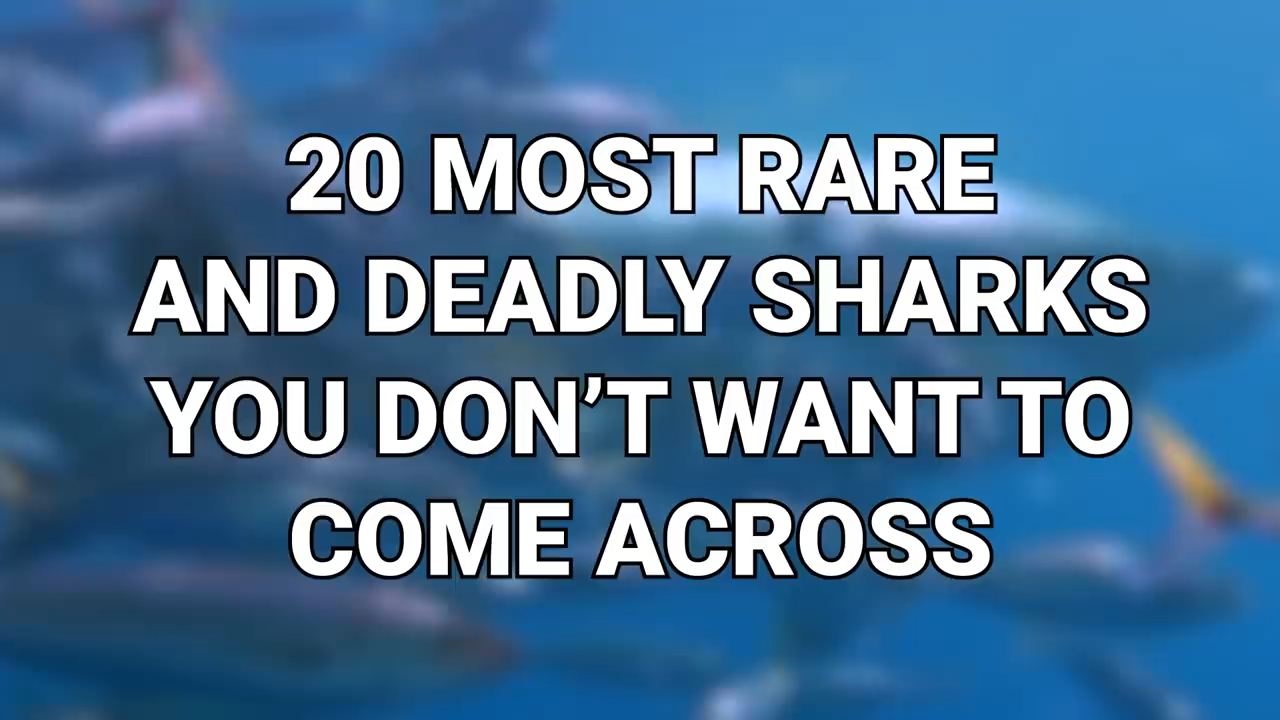 20 MOST RARE
AND DEADLY SHARKS
YOU DON’T WANT TO
COME ACROSS